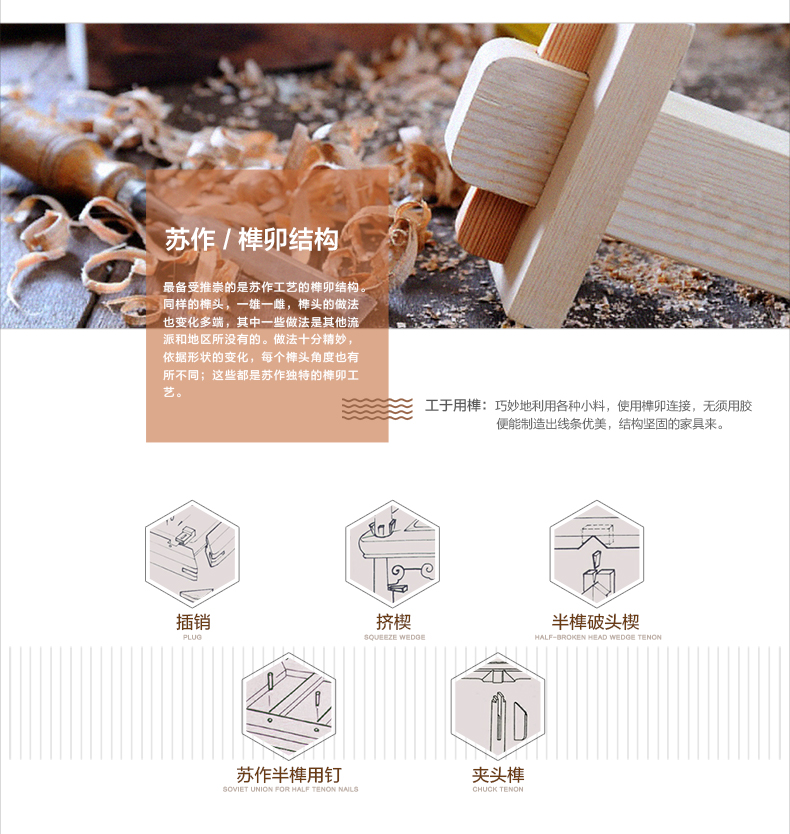 苏作 / 榫卯结构
最备受推崇的是苏作工艺的榫卯结构。
同样的榫头，一雄一雌，榫头的做法
也变化多端，其中一些做法是其他流
派和地区所没有的。做法十分精妙，
依据形状的变化，每个榫头角度也有
所不同；这些都是苏作独特的榫卯工
艺。
工于用榫：巧妙地利用各种小料，使用榫卯连接，无须用胶
便能制造出线条优美，结构坚固的家具来。
插销
PLUG
挤楔
SQUEEZE WEDGE
半榫破头楔
HALF-BROKEN HEAD WEDGE TENON
苏作半榫用钉
SOVIET UNION FOR HALF TENON NAILS
夹头榫
CHUCK TENON